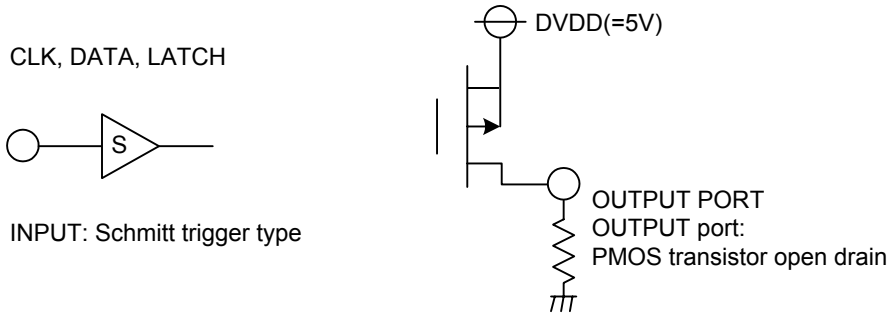 DVDD(=5V)
CLK, DATA, LATCH
S
INPUT: Schmitt trigger type
OUTPUT PORT
OUTPUT port:
PMOS transistor open drain